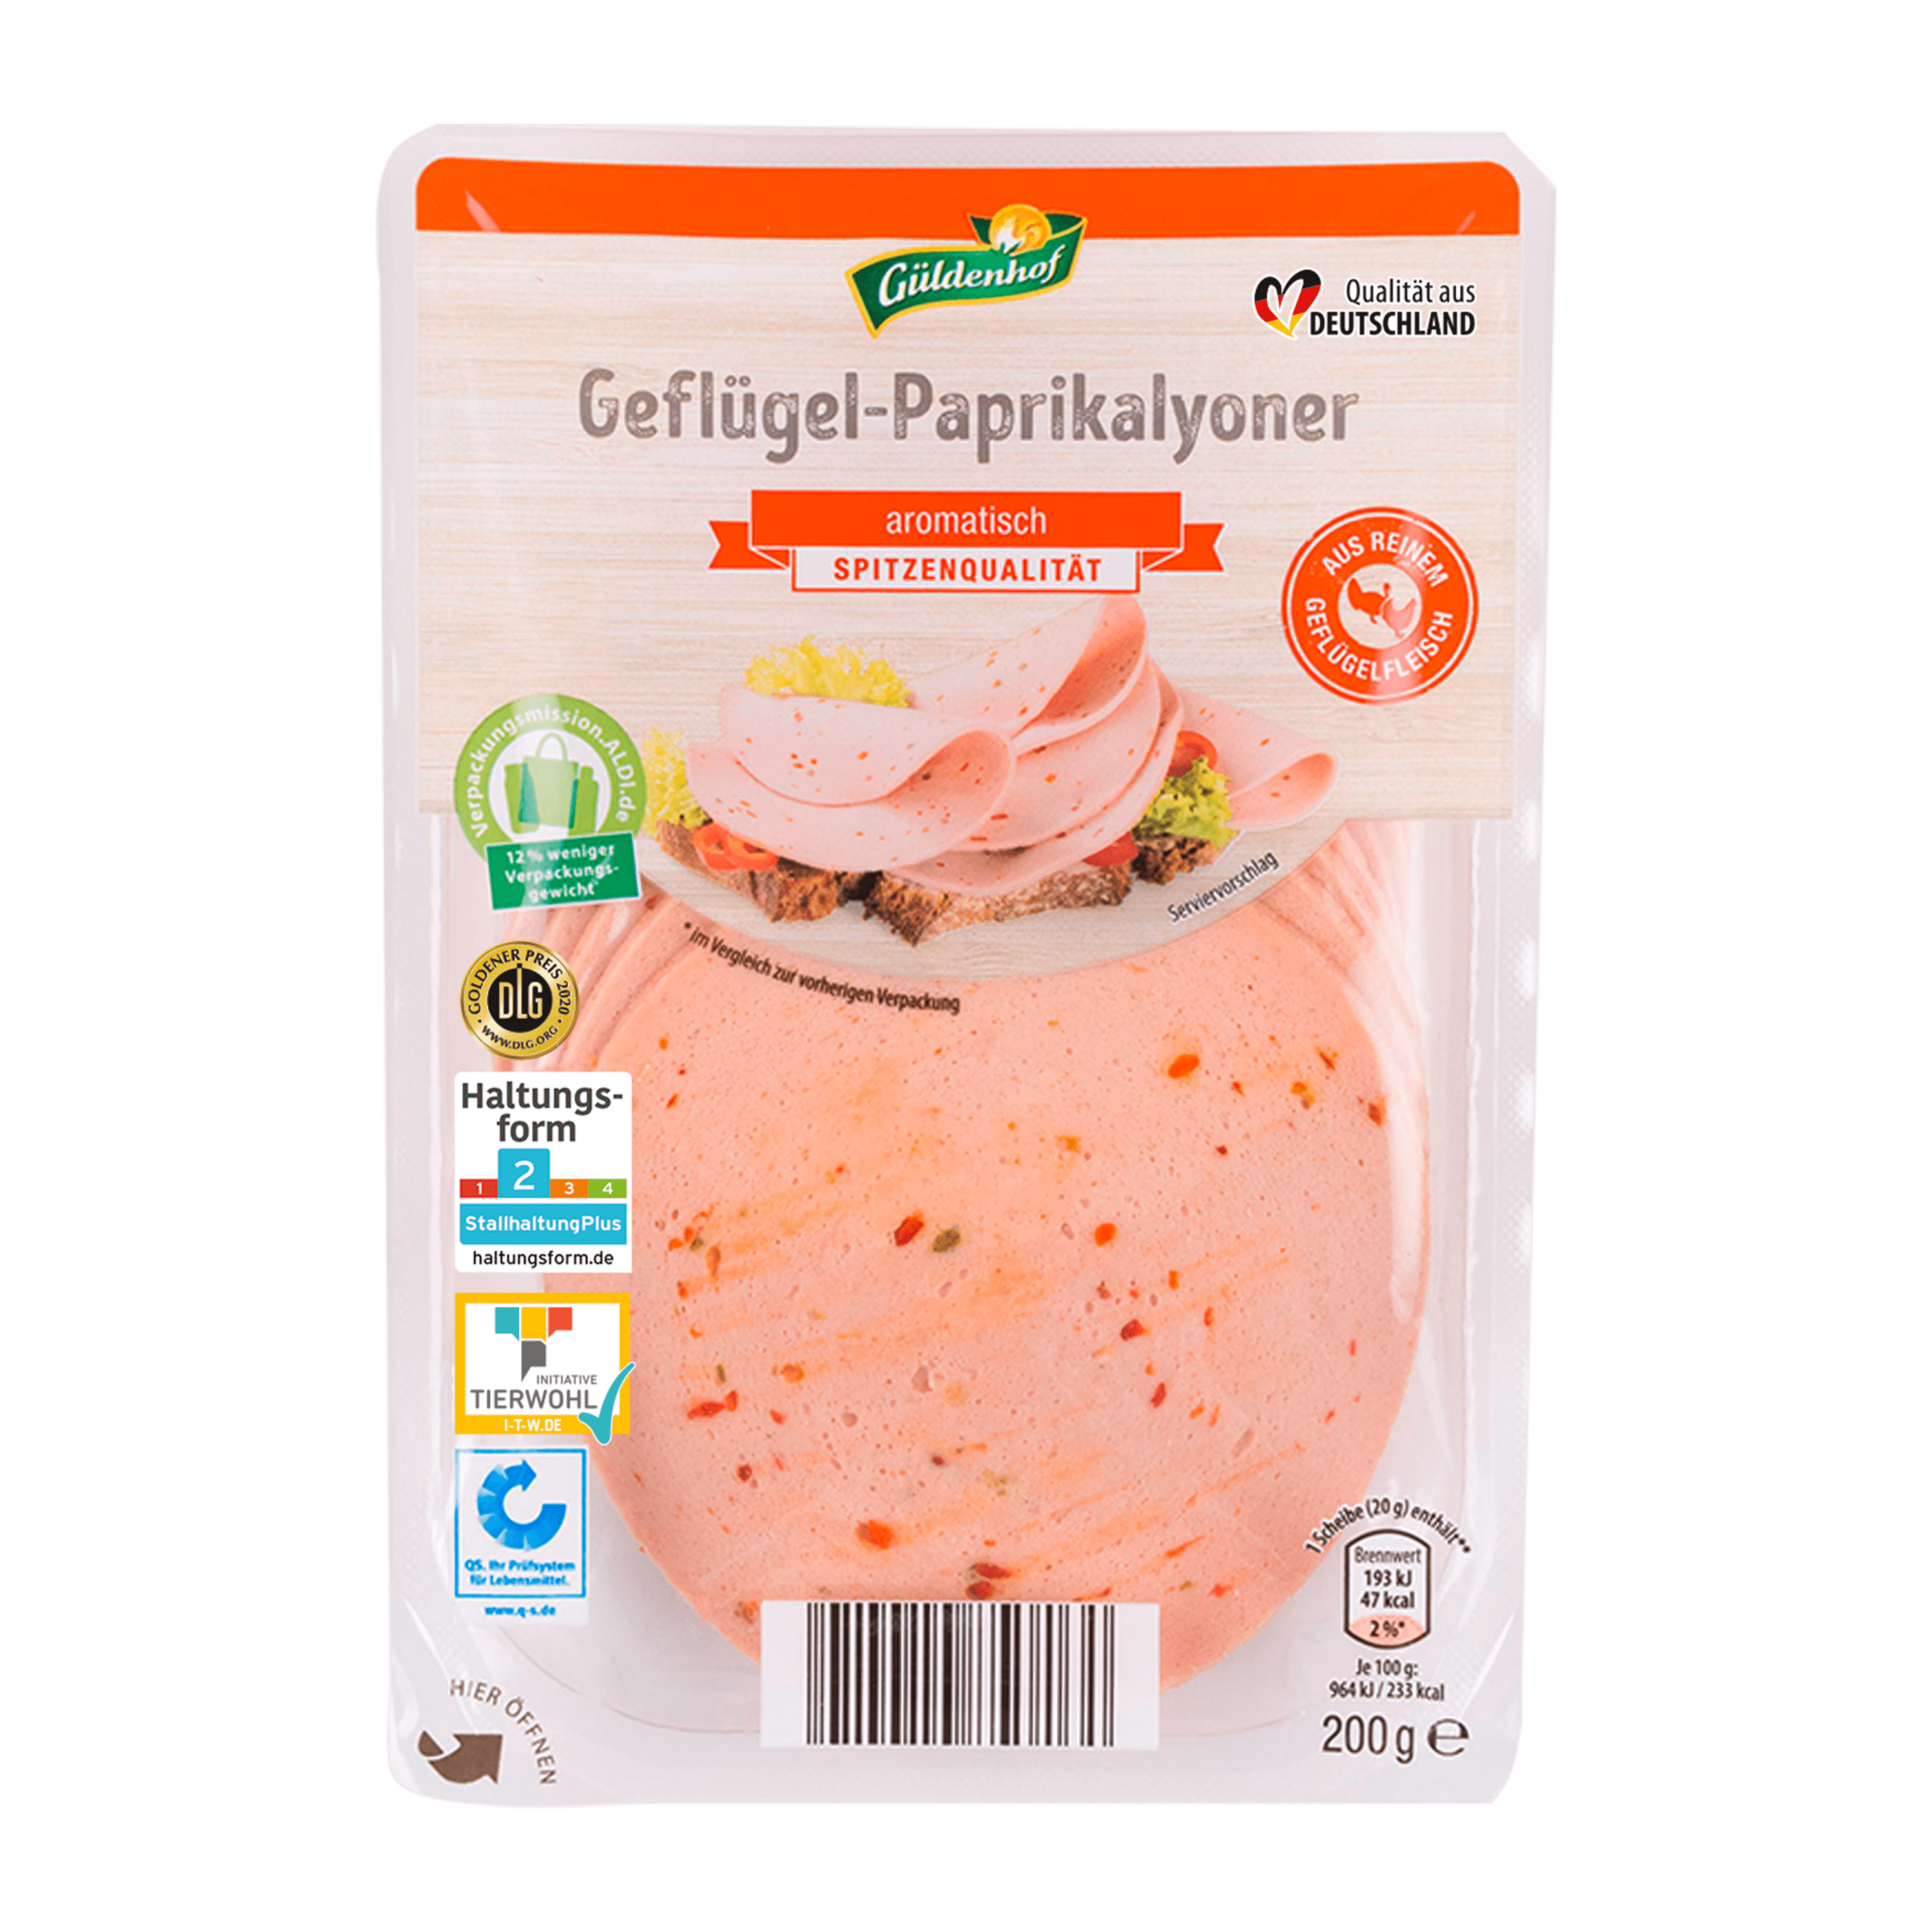 Güldenhof
Qualität aus
DEUTSCHLAND
Geflügel-Paprikalyoner
aromatisch
SPITZENQUALITÄT
AUS REINEM
GEFLÜGELFLEISCH
Verpackungsmission.ALDI.de
12% weniger
Verpackungs-
gewicht*
Serviervorschlag
*im Vergleich zur vorherigen Verpackung
GOLDENER PREIS 2020
DLG
WWW.DLG.ORG
Haltungs-
form
1 2 3 4
StallhaltungPlus
haltungsform.de
INITIATIVE
TIERWOHL
I-T-W.DE
QS. Ihr Prüfsystem
für Lebensmittel.
www.q-s.de
1 Scheibe (20 g) enthält**
Brennwert
193 kJ
47 kcal
2%*
Je 100 g:
964 kJ / 233 kcal
200 g e
HIER ÖFFNEN